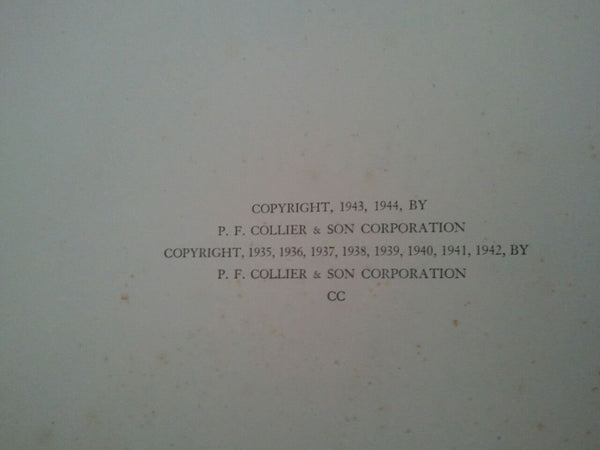 COPYRIGHT, 1943, 1944, BY
P. F. COLLIER & SON CORPORATION
COPYRIGHT, 1935, 1936, 1937, 1938, 1939, 1940, 1941, 1942, BY
P. F. COLLIER & SON CORPORATION
CC